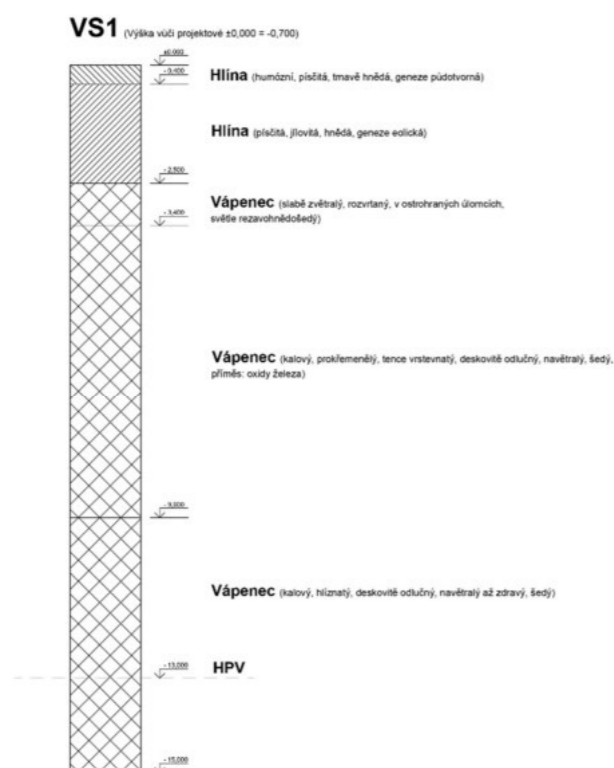 VS1 (Výška vůči projektové ±0,000 = -0,700)
±0,000
-0,400
Hlína (humózní, písčitá, tmavě hnědá, geneze půdotvorná)
Hlína (písčitá, jílovitá, hnědá, geneze eolická)
-2,500
Vápenec (slabě zvětralý, rozvrtaný, v ostrohraných úlomcích,
světle rezavohnědošedý)
-3,400
Vápenec (kalový, prokřemenělý, tence vrstevnatý, deskovitě odlučný, navětralý, šedý,
příměs: oxidy železa)
-9,600
Vápenec (kalový, hlíznatý, deskovitě odlučný, navětralý až zdravý, šedý)
-13,000
HPV
-15,000